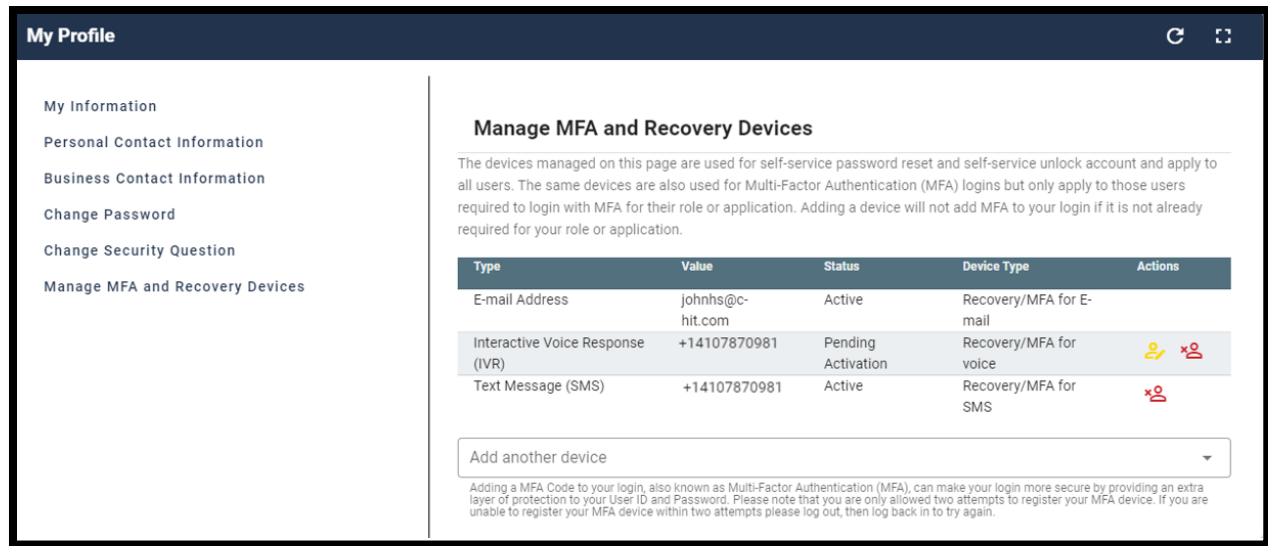 My Profile
My Information
Personal Contact Information
Business Contact Information
Change Password
Change Security Question
Manage MFA and Recovery Devices
Manage MFA and Recovery Devices
The devices managed on this page are used for self-service password reset and self-service unlock account and apply to
all users. The same devices are also used for Multi-Factor Authentication (MFA) logins but only apply to those users
required to login with MFA for their role or application. Adding a device will not add MFA to your login if it is not already
required for your role or application.
Type Value Status Device Type Actions
E-mail Address johnhs@c- Active Recovery/MFA for E-
hit.com mail
Interactive Voice Response +14107870981 Pending Recovery/MFA for
(IVR) Activation voice
Text Message (SMS) +14107870981 Active Recovery/MFA for
SMS
Add another device
Adding a MFA Code to your login, also known as Multi-Factor Authentication (MFA), can make your login more secure by providing an extra
layer of protection to your User ID and Password. Please note that you are only allowed two attempts to register your MFA device. If you are
unable to register your MFA device within two attempts please log out, then log back in to try again.